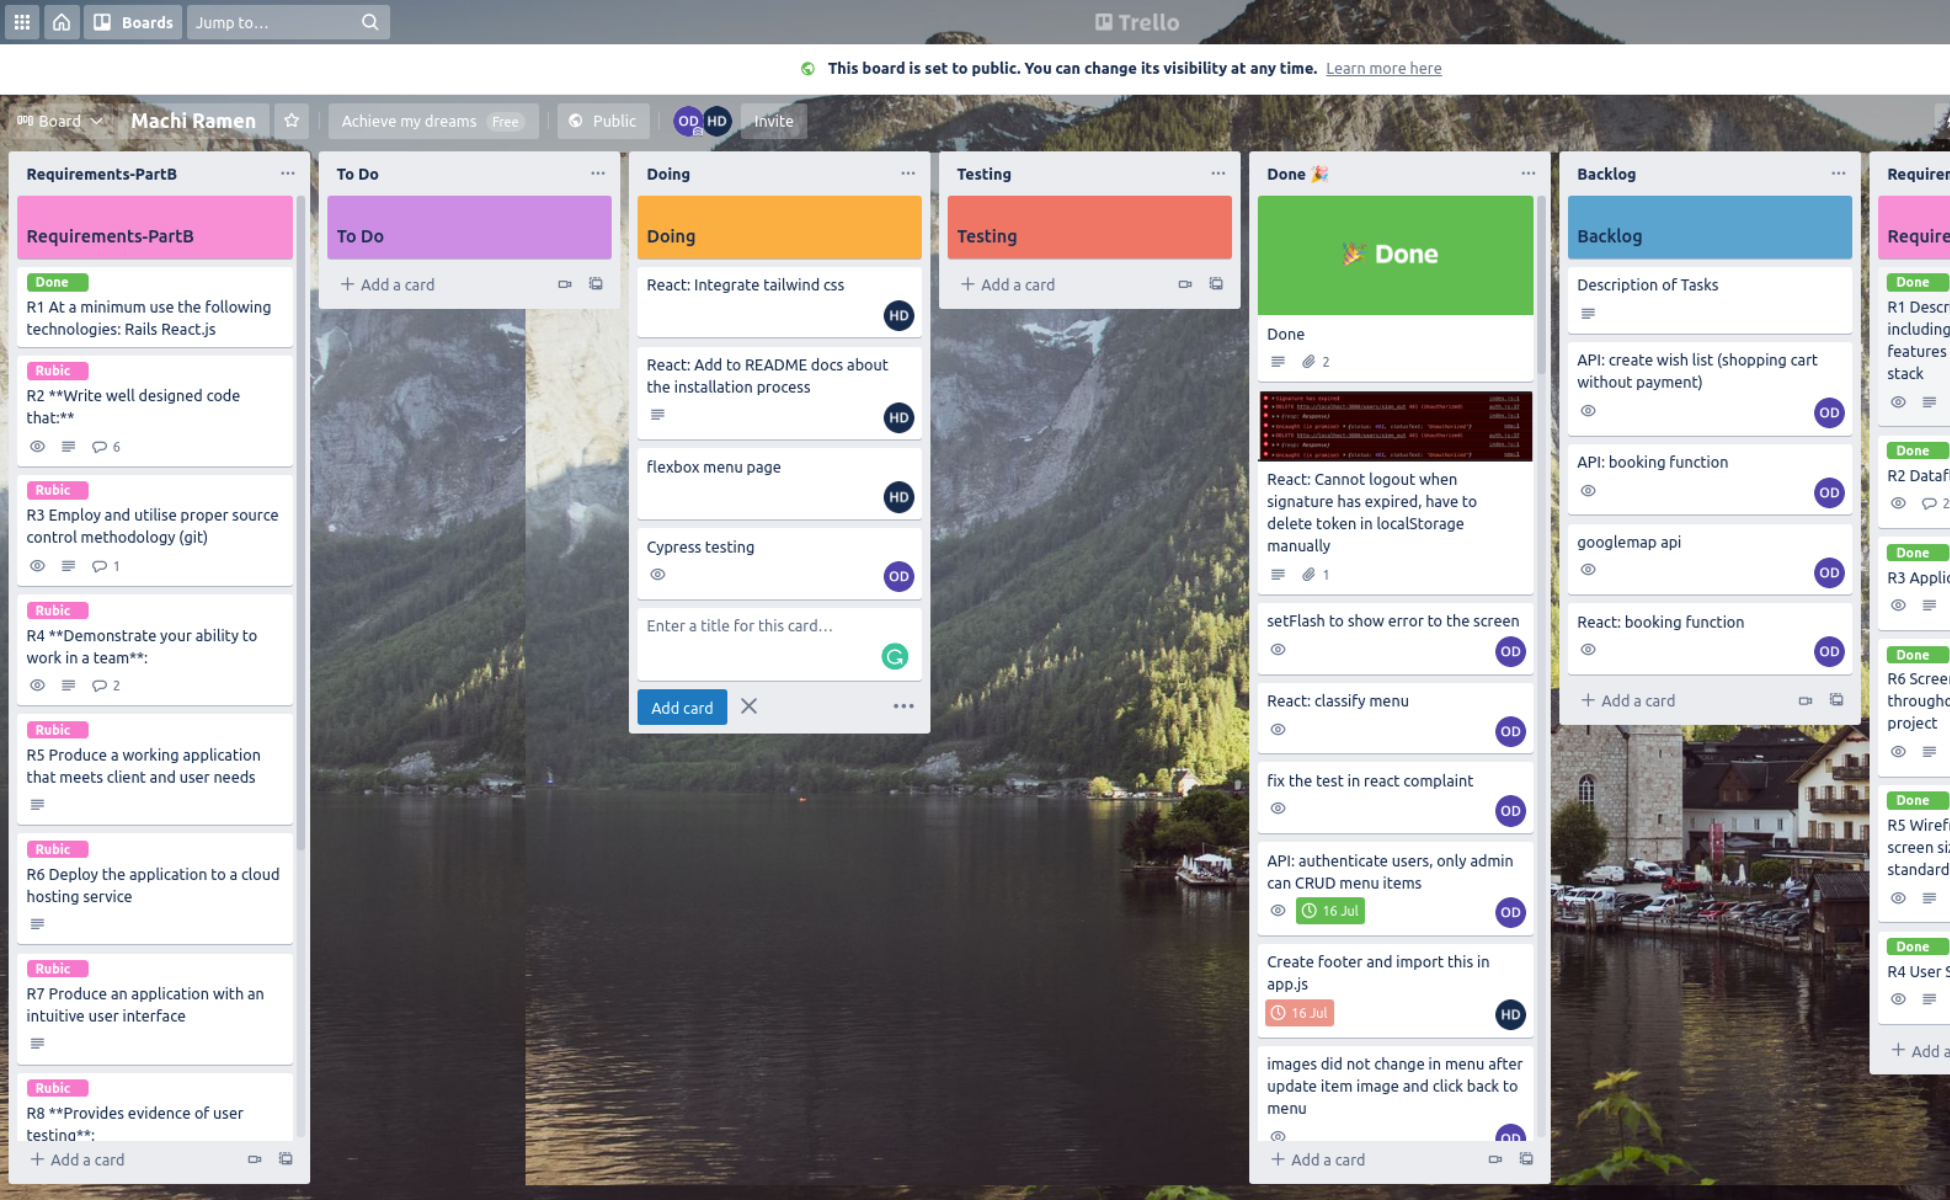 Boards
Jump to...
Trello
This board is set to public. You can change its visibility at any time. Learn more here
Board
Machi Ramen
Achieve my dreams Free
Public
OD HD
Invite
Requirements-PartB
Requirements-PartB
Done
R1 At a minimum use the following
technologies: Rails React.js
Rubic
R2 **Write well designed code
that:**
6
Rubic
R3 Employ and utilise proper source
control methodology (git)
1
Rubic
R4 **Demonstrate your ability to
work in a team**:
2
Rubic
R5 Produce a working application
that meets client and user needs
Rubic
R6 Deploy the application to a cloud
hosting service
Rubic
R7 Produce an application with an
intuitive user interface
Rubic
R8 **Provides evidence of user
testing**:
+ Add a card
To Do
To Do
+ Add a card
Doing
Doing
React: Integrate tailwind css
HD
React: Add to README docs about
the installation process
HD
flexbox menu page
HD
Cypress testing
OD
Enter a title for this card...
Add card
Testing
Testing
+ Add a card
Done 🎉
🎉 Done
Done
2
React: Cannot logout when
signature has expired, have to
delete token in localStorage
manually
1
setFlash to show error to the screen
OD
React: classify menu
OD
fix the test in react complaint
OD
API: authenticate users, only admin
can CRUD menu items
16 Jul
OD
Create footer and import this in
app.js
16 Jul
HD
images did not change in menu after
update item image and click back to
menu
OD
+ Add a card
Backlog
Backlog
Description of Tasks
API: create wish list (shopping cart
without payment)
OD
API: booking function
OD
googlemap api
OD
React: booking function
OD
+ Add a card
Done
R1
including
features
stack
Done
R2
2
Done
R3
Done
R6
project
Done
R5
Done
R4 User
+ Add a